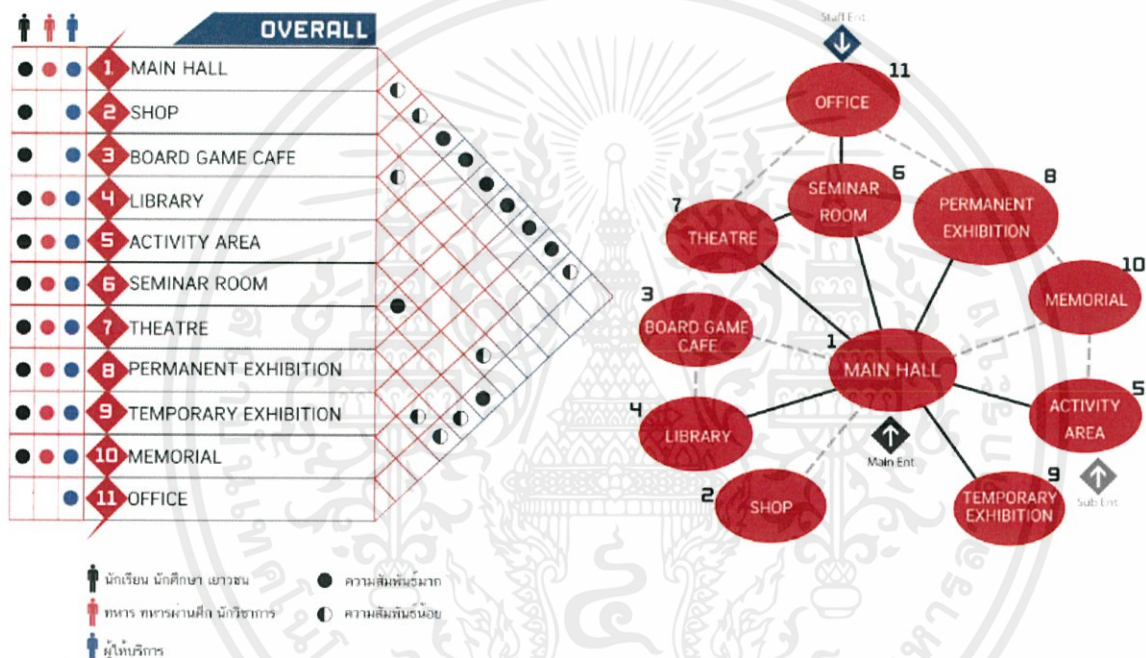 OVERALL
1 MAIN HALL
2 SHOP
3 BOARD GAME CAFE
4 LIBRARY
5 ACTIVITY AREA
6 SEMINAR ROOM
7 THEATRE
8 PERMANENT EXHIBITION
9 TEMPORARY EXHIBITION
10 MEMORIAL
11 OFFICE
นักเรียน นักศึกษา เยาวชน
ทหาร ทหารผ่านศึก นักวิชาการ
ผู้ให้บริการ
ความสัมพันธ์มาก
ความสัมพันธ์น้อย
Staff Ent.
11
OFFICE
6
SEMINAR
ROOM
8
PERMANENT
EXHIBITION
7
THEATRE
10
MEMORIAL
3
BOARD GAME
CAFE
1
MAIN HALL
5
ACTIVITY
AREA
4
LIBRARY
Main Ent.
Sub Ent.
2
SHOP
9
TEMPORARY
EXHIBITION